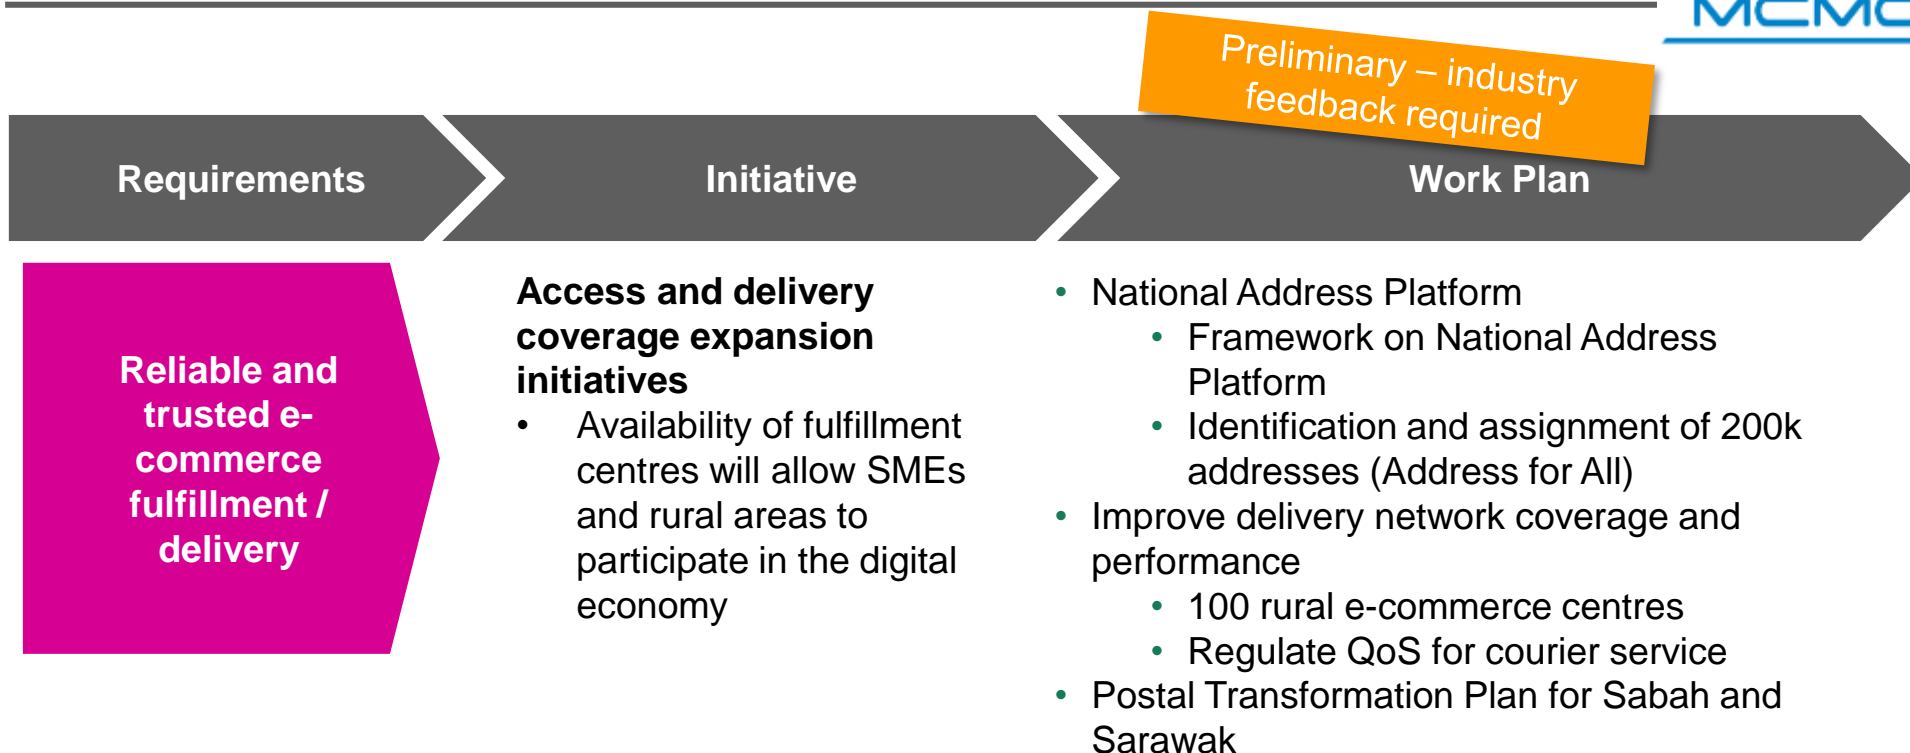 MCMC
Preliminary – industry
feedback required
Requirements
Initiative
Work Plan
Reliable and
trusted e-
commerce
fulfillment /
delivery
Access and delivery
coverage expansion
initiatives
• Availability of fulfillment
centres will allow SMEs
and rural areas to
participate in the digital
economy
• National Address Platform
• Framework on National Address
Platform
• Identification and assignment of 200k
addresses (Address for All)
• Improve delivery network coverage and
performance
• 100 rural e-commerce centres
• Regulate QoS for courier service
• Postal Transformation Plan for Sabah and
Sarawak